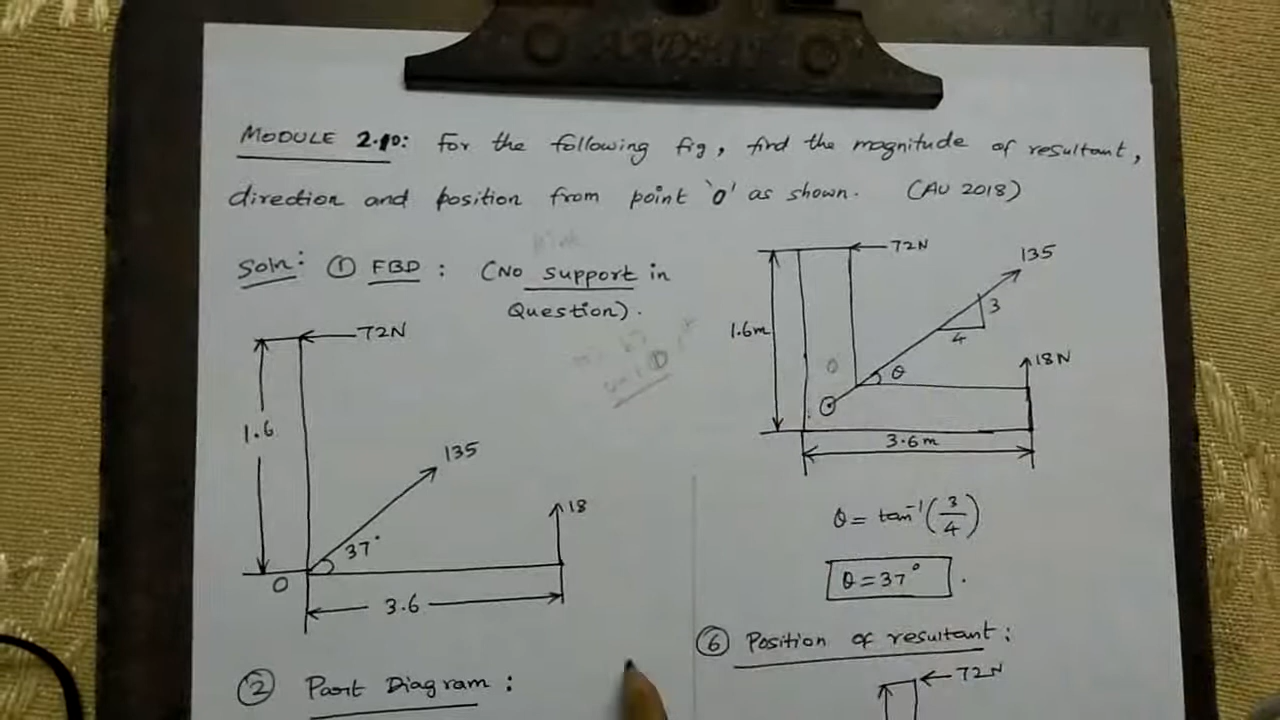 MODULE 2.10: For the following fig, find the magnitude of resultant,
direction and position from point 'O' as shown. (AU 2018)
Soln: ① FBD : (No support in
Question).
72N
1.6
135
37°
18
O
3.6
② Part Diagram :
72N
135
3
4
1.6m
O
θ
18N
3.6m
θ = tan⁻¹(3/4)
θ = 37° .
⑥ Position of resultant :
72N